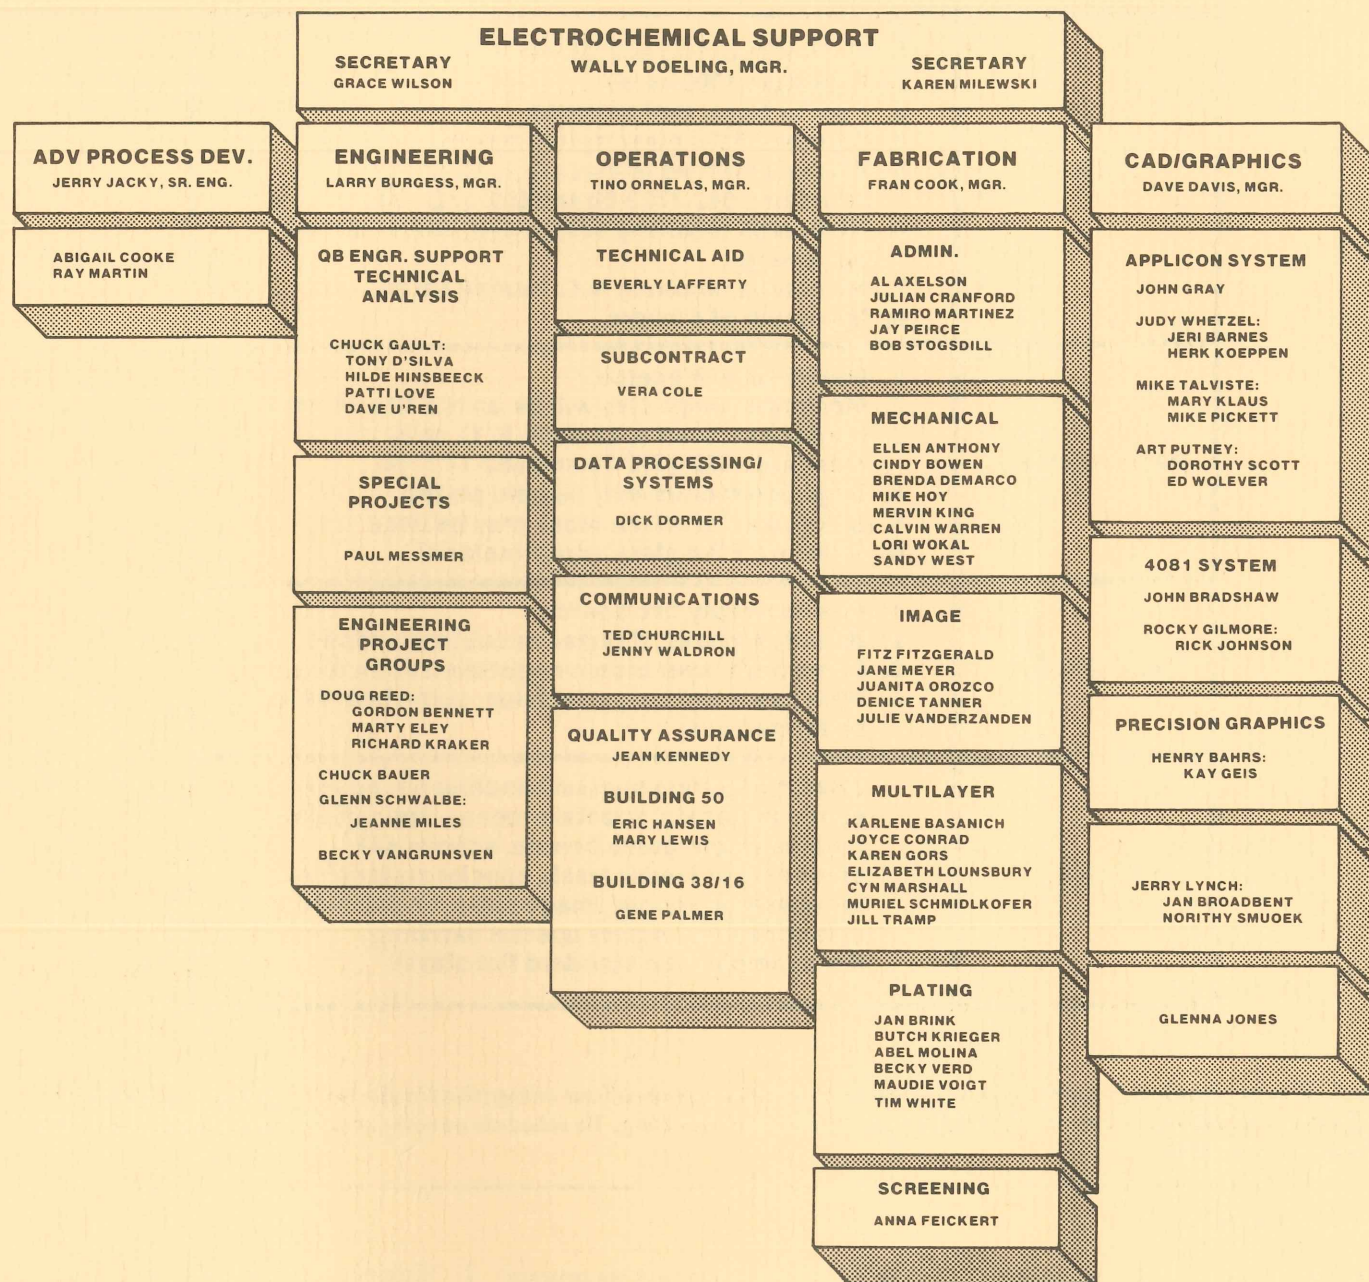 ELECTROCHEMICAL SUPPORT
WALLY DOELING, MGR.
SECRETARY
GRACE WILSON
SECRETARY
KAREN MILEWSKI
ADV PROCESS DEV.
JERRY JACKY, SR. ENG.
ABIGAIL COOKE
RAY MARTIN
ENGINEERING
LARRY BURGESS, MGR.
QB ENGR. SUPPORT
TECHNICAL
ANALYSIS
CHUCK GAULT:
TONY D'SILVA
HILDE HINSBEECK
PATTI LOVE
DAVE U'REN
SPECIAL
PROJECTS
PAUL MESSMER
ENGINEERING
PROJECT
GROUPS
DOUG REED:
GORDON BENNETT
MARTY ELEY
RICHARD KRAKER
CHUCK BAUER
GLENN SCHWALBE:
JEANNE MILES
BECKY VANGRUNSVEN
OPERATIONS
TINO ORNELAS, MGR.
TECHNICAL AID
BEVERLY LAFFERTY
SUBCONTRACT
VERA COLE
DATA PROCESSING/
SYSTEMS
DICK DORMER
COMMUNICATIONS
TED CHURCHILL
JENNY WALDRON
QUALITY ASSURANCE
JEAN KENNEDY
BUILDING 50
ERIC HANSEN
MARY LEWIS
BUILDING 38/16
GENE PALMER
FABRICATION
FRAN COOK, MGR.
ADMIN.
AL AXELSON
JULIAN CRANFORD
RAMIRO MARTINEZ
JAY PEIRCE
BOB STOGSDILL
MECHANICAL
ELLEN ANTHONY
CINDY BOWEN
BRENDA DEMARCO
MIKE HOY
MERVIN KING
CALVIN WARREN
LORI WOKAL
SANDY WEST
IMAGE
FITZ FITZGERALD
JANE MEYER
JUANITA OROZCO
DENICE TANNER
JULIE VANDERZANDEN
MULTILAYER
KARLENE BASANICH
JOYCE CONRAD
KAREN GORS
ELIZABETH LOUNSBURY
CYN MARSHALL
MURIEL SCHMIDLKOFER
JILL TRAMP
PLATING
JAN BRINK
BUTCH KRIEGER
ABEL MOLINA
BECKY VERD
MAUDIE VOIGT
TIM WHITE
SCREENING
ANNA FEICKERT
CAD/GRAPHICS
DAVE DAVIS, MGR.
APPLICON SYSTEM
JOHN GRAY
JUDY WHETZEL:
JERI BARNES
HERK KOEPPEN
MIKE TALVISTE:
MARY KLAUS
MIKE PICKETT
ART PUTNEY:
DOROTHY SCOTT
ED WOLEVER
4081 SYSTEM
JOHN BRADSHAW
ROCKY GILMORE:
RICK JOHNSON
PRECISION GRAPHICS
HENRY BAHRS:
KAY GEIS
JERRY LYNCH:
JAN BROADBENT
NORITHY SMUOEK
GLENNA JONES